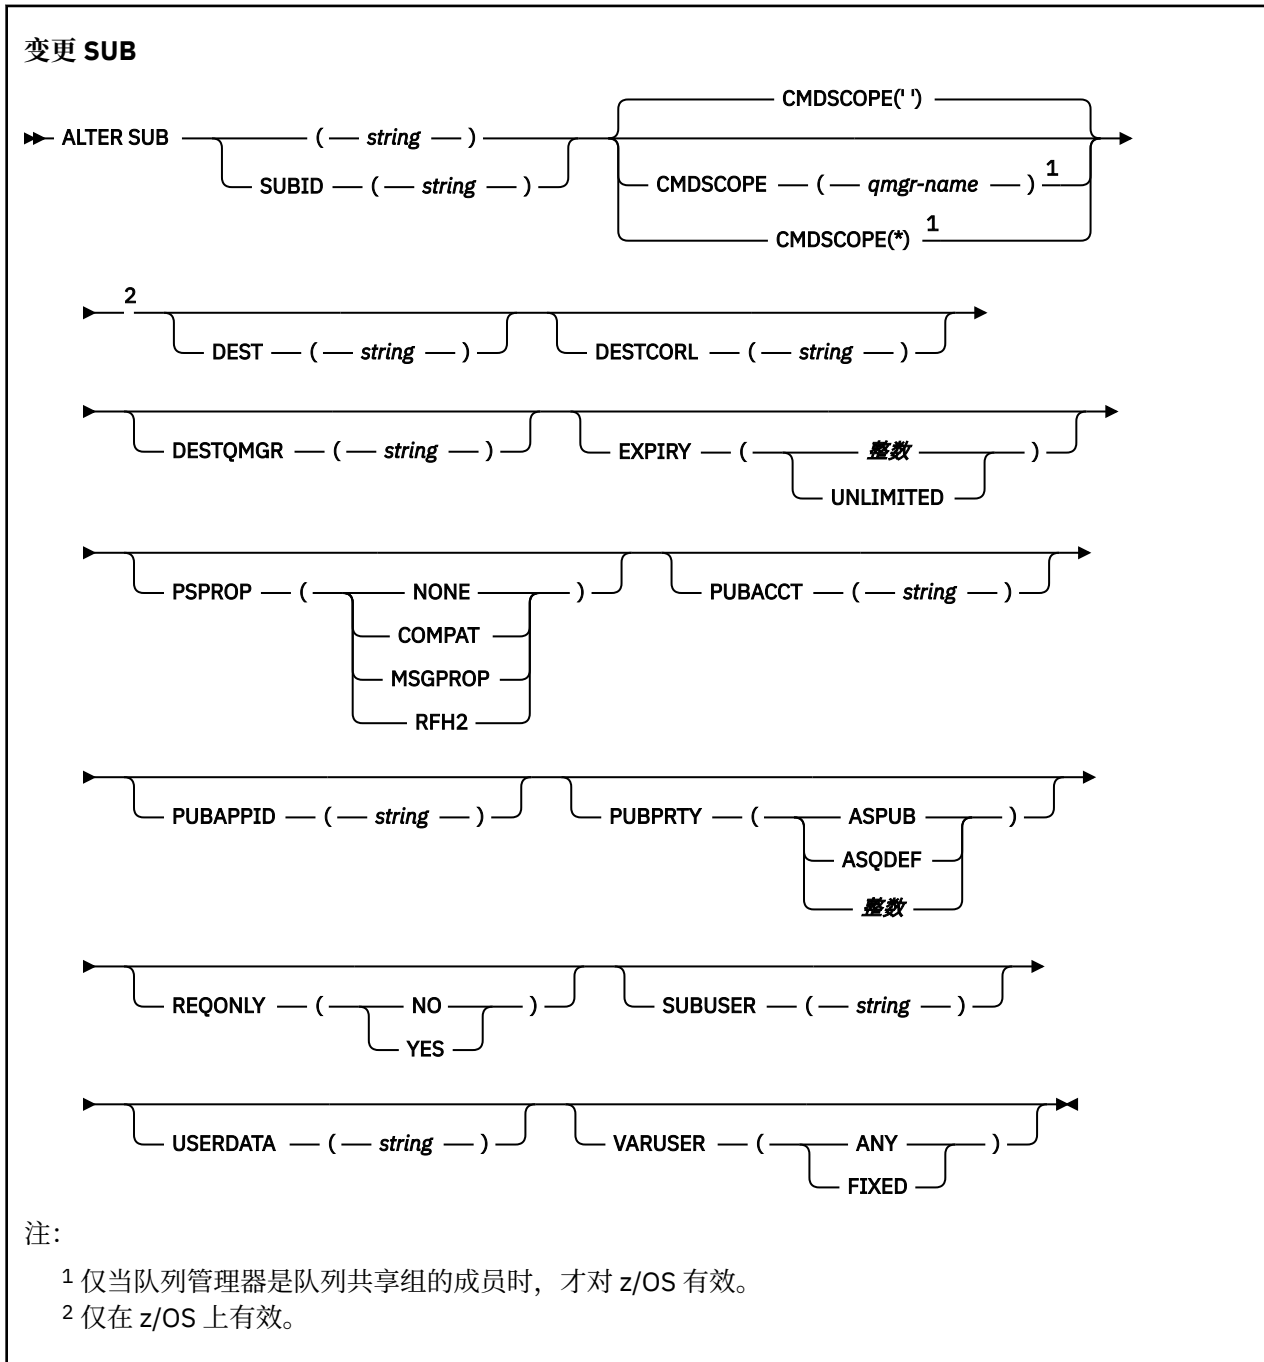 变更 SUB
CMDSCOPE(' ')
ALTER SUB ( string )
SUBID ( string )
CMDSCOPE ( qmgr-name ) 1
CMDSCOPE(*) 1
2
DEST ( string ) DESTCORL ( string )
DESTQMGR ( string ) EXPIRY ( 整数 )
UNLIMITED
PSPROP ( NONE ) PUBACCT ( string )
COMPAT
MSGPROP
RFH2
PUBAPPID ( string ) PUBPRTY ( ASPUB )
ASQDEF
整数
REQONLY ( NO ) SUBUSER ( string )
YES
USERDATA ( string ) VARUSER ( ANY )
FIXED
注：
1 仅当队列管理器是队列共享组的成员时，才对 z/OS 有效。
2 仅在 z/OS 上有效。